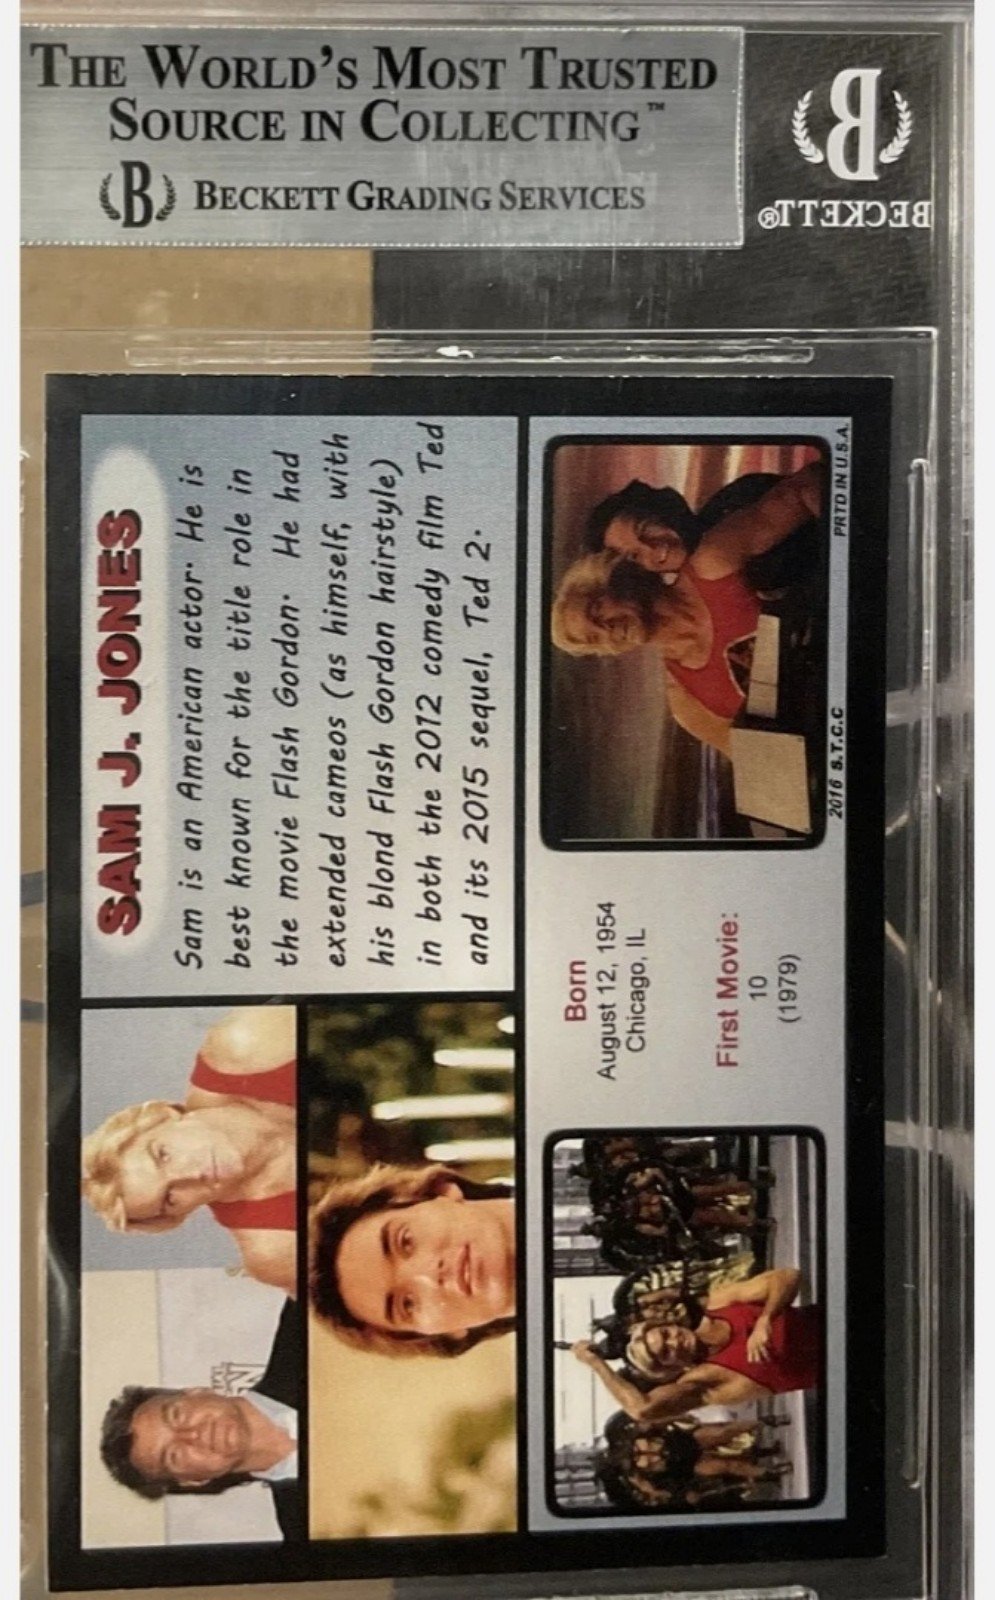 THE WORLD'S MOST TRUSTED
SOURCE IN COLLECTING™
B BECKETT GRADING SERVICES
B
BECKETT®
SAM J. JONES
Sam is an American actor. He is
best known for the title role in
the movie Flash Gordon. He had
extended cameos (as himself, with
his blond Flash Gordon hairstyle)
in both the 2012 comedy film Ted
and its 2015 sequel, Ted 2.
Born
August 12, 1954
Chicago, IL
First Movie:
10
(1979)
2016 S.T.C.C
PRTD IN U.S.A.